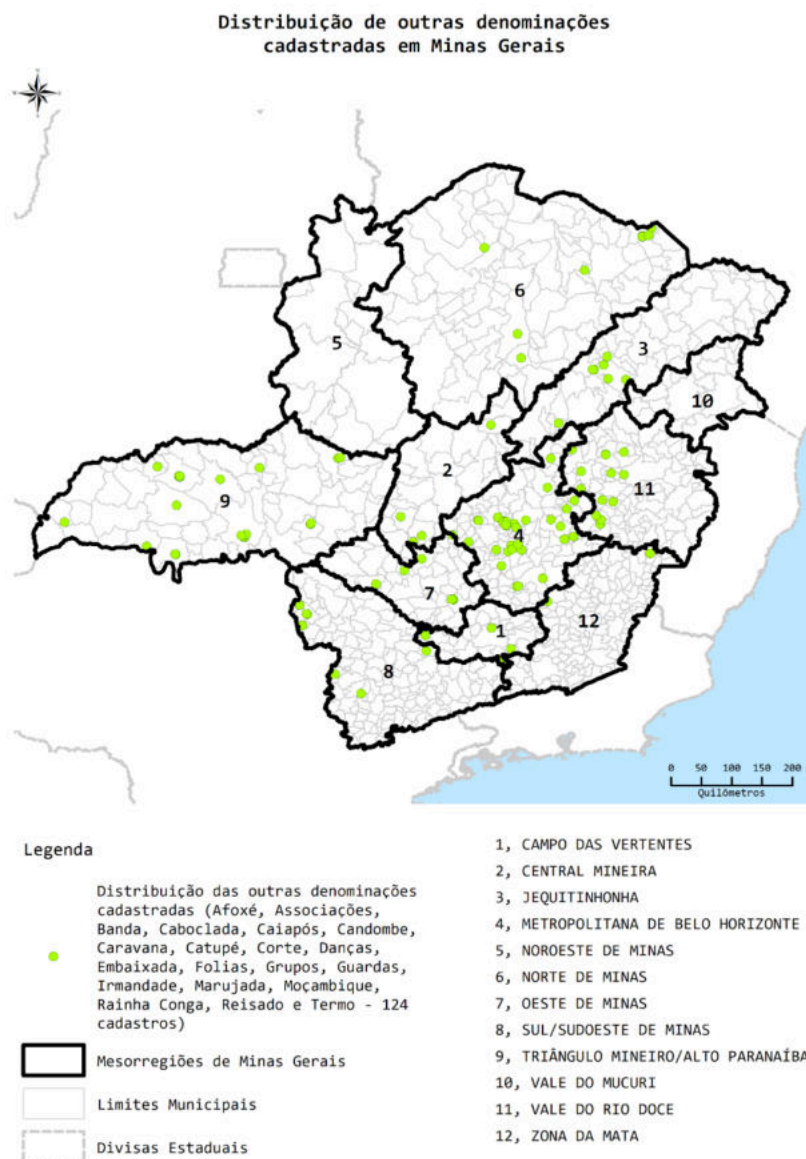 Distribuição de outras denominações
cadastradas em Minas Gerais
6
5
3
10
2
9
11
4
7
1
12
8
0 50 100 150 200
Quilómetros
Legenda
Distribuição das outras denominações
cadastradas (Afoxé, Associações,
Banda, Caboclada, Caiapós, Candombe,
Caravana, Catupé, Corte, Danças,
Embaixada, Folias, Grupos, Guardas,
Irmandade, Marujada, Moçambique,
Rainha Conga, Reisado e Termo - 124
cadastros)
Mesorregiões de Minas Gerais
Limites Municipais
Divisas Estaduais
1, CAMPO DAS VERTENTES
2, CENTRAL MINEIRA
3, JEQUITINHONHA
4, METROPOLITANA DE BELO HORIZONTE
5, NOROESTE DE MINAS
6, NORTE DE MINAS
7, OESTE DE MINAS
8, SUL/SUDOESTE DE MINAS
9, TRIÂNGULO MINEIRO/ALTO PARANAÍBA
10, VALE DO MUCURI
11, VALE DO RIO DOCE
12, ZONA DA MATA